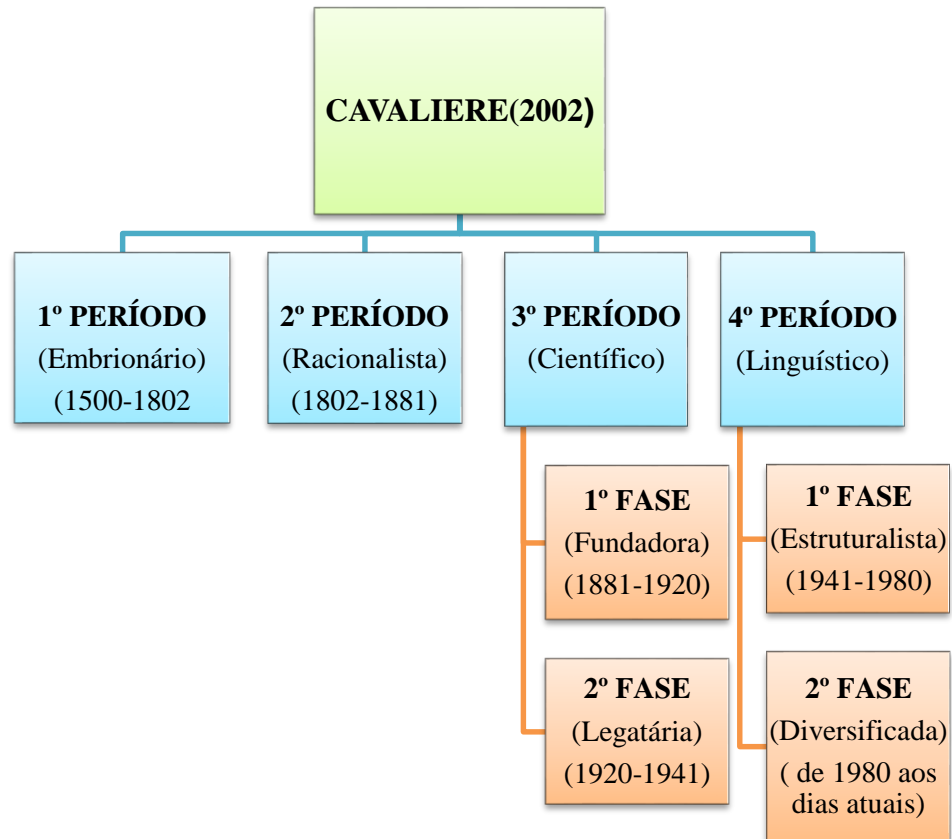 CAVALIERE(2002)
1º PERÍODO
(Embrionário)
(1500-1802
2º PERÍODO
(Racionalista)
(1802-1881)
3º PERÍODO
(Científico)
4º PERÍODO
(Linguístico)
1º FASE
(Fundadora)
(1881-1920)
2º FASE
(Legatária)
(1920-1941)
1º FASE
(Estruturalista)
(1941-1980)
2º FASE
(Diversificada)
( de 1980 aos
dias atuais)